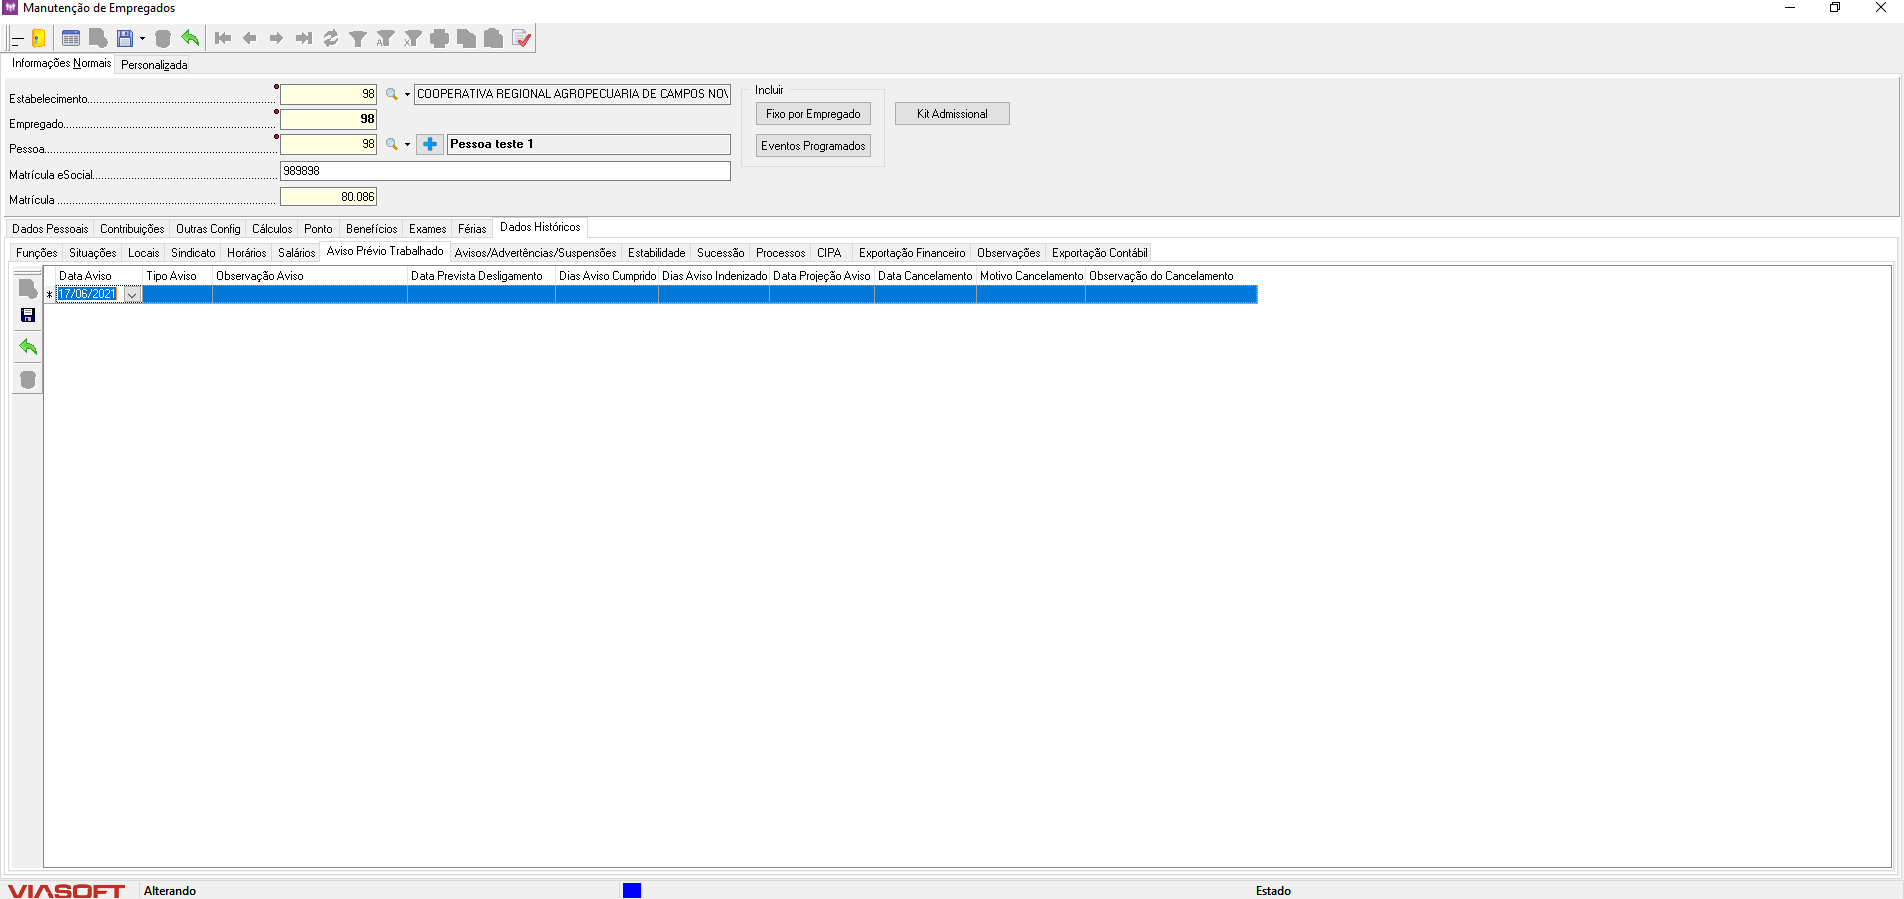 Manutenção de Empregados
Informações Normais Personalizada
Estabelecimento 98 COOPERATIVA REGIONAL AGROPECUARIA DE CAMPOS NOV
Empregado 98
Pessoa 98 Pessoa teste 1
Matrícula eSocial 989898
Matrícula 80.086
Incluir
Fixo por Empregado Kit Admissional
Eventos Programados
Dados Pessoais Contribuições Outras Config Cálculos Ponto Benefícios Exames Férias Dados Históricos
Funções Situações Locais Sindicato Horários Salários Aviso Prévio Trabalhado Avisos/Advertências/Suspensões Estabilidade Sucessão Processos CIPA Exportação Financeiro Observações Exportação Contábil
Data Aviso Tipo Aviso Observação Aviso Data Prevista Desligamento Dias Aviso Cumprido Dias Aviso Indenizado Data Projeção Aviso Data Cancelamento Motivo Cancelamento Observação do Cancelamento
* 17/06/2021
VIASOFT Alterando Estado